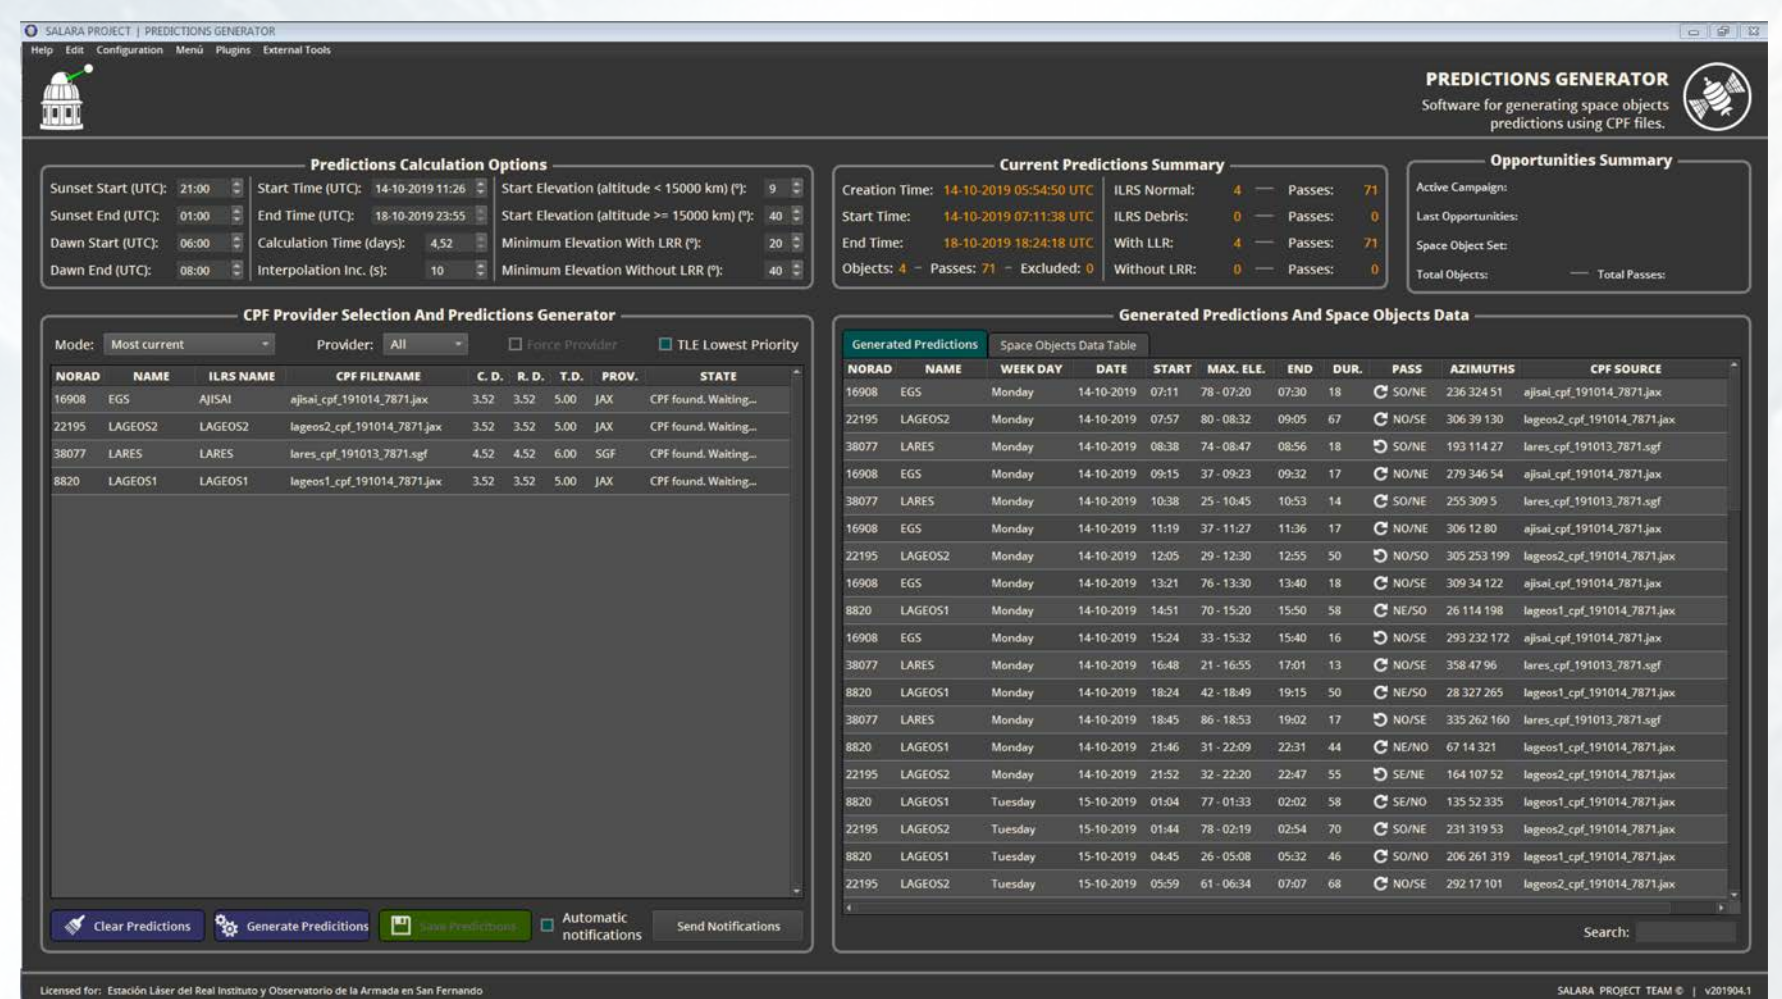 SALARA PROJECT | PREDICTIONS GENERATOR
Help Edit Configuration Menú Plugins External Tools
PREDICTIONS GENERATOR
Software for generating space objects
predictions using CPF files.
Predictions Calculation Options
Sunset Start (UTC): 21:00 Start Time (UTC): 14-10-2019 11:26 Start Elevation (altitude < 15000 km) (º): 9
Sunset End (UTC): 01:00 End Time (UTC): 18-10-2019 23:55 Start Elevation (altitude >= 15000 km) (º): 40
Dawn Start (UTC): 06:00 Calculation Time (days): 4,52 Minimum Elevation With LRR (º): 20
Dawn End (UTC): 08:00 Interpolation Inc. (s): 10 Minimum Elevation Without LRR (º): 40
Current Predictions Summary
Creation Time: 14-10-2019 05:54:50 UTC ILRS Normal: 4 — Passes: 71
Start Time: 14-10-2019 07:11:38 UTC ILRS Debris: 0 — Passes: 0
End Time: 18-10-2019 18:24:18 UTC With LLR: 4 — Passes: 71
Objects: 4 – Passes: 71 – Excluded: 0 Without LRR: 0 — Passes: 0
Opportunities Summary
Active Campaign:
Last Opportunities:
Space Object Set:
Total Objects: — Total Passes:
CPF Provider Selection And Predictions Generator
Mode: Most current Provider: All Force Provider TLE Lowest Priority
NORAD NAME ILRS NAME CPF FILENAME C. D. R. D. T.D. PROV. STATE
16908 EGS AJISAI ajisai_cpf_191014_7871.jax 3.52 3.52 5.00 JAX CPF found. Waiting...
22195 LAGEOS2 LAGEOS2 lageos2_cpf_191014_7871.jax 3.52 3.52 5.00 JAX CPF found. Waiting...
38077 LARES LARES lares_cpf_191013_7871.sgf 4.52 4.52 6.00 SGF CPF found. Waiting...
8820 LAGEOS1 LAGEOS1 lageos1_cpf_191014_7871.jax 3.52 3.52 5.00 JAX CPF found. Waiting...
Clear Predictions Generate Predicitions Save Predicitions Automatic notifications Send Notifications
Generated Predictions And Space Objects Data
Generated Predictions Space Objects Data Table
NORAD NAME WEEK DAY DATE START MAX. ELE. END DUR. PASS AZIMUTHS CPF SOURCE
16908 EGS Monday 14-10-2019 07:11 78 - 07:20 07:30 18 SO/NE 236 324 51 ajisai_cpf_191014_7871.jax
22195 LAGEOS2 Monday 14-10-2019 07:57 80 - 08:32 09:05 67 NO/SE 306 39 130 lageos2_cpf_191014_7871.jax
38077 LARES Monday 14-10-2019 08:38 74 - 08:47 08:56 18 SO/NE 193 114 27 lares_cpf_191013_7871.sgf
16908 EGS Monday 14-10-2019 09:15 37 - 09:23 09:32 17 NO/NE 279 346 54 ajisai_cpf_191014_7871.jax
38077 LARES Monday 14-10-2019 10:38 25 - 10:45 10:53 14 SO/NE 255 309 5 lares_cpf_191013_7871.sgf
16908 EGS Monday 14-10-2019 11:19 37 - 11:27 11:36 17 NO/NE 306 12 80 ajisai_cpf_191014_7871.jax
22195 LAGEOS2 Monday 14-10-2019 12:05 29 - 12:30 12:55 50 NO/SO 305 253 199 lageos2_cpf_191014_7871.jax
16908 EGS Monday 14-10-2019 13:21 76 - 13:30 13:40 18 NO/SE 309 34 122 ajisai_cpf_191014_7871.jax
8820 LAGEOS1 Monday 14-10-2019 14:51 70 - 15:20 15:50 58 NE/SO 26 114 198 lageos1_cpf_191014_7871.jax
16908 EGS Monday 14-10-2019 15:24 33 - 15:32 15:40 16 NO/SE 293 232 172 ajisai_cpf_191014_7871.jax
38077 LARES Monday 14-10-2019 16:48 21 - 16:55 17:01 13 NO/SE 358 47 96 lares_cpf_191013_7871.sgf
8820 LAGEOS1 Monday 14-10-2019 18:24 42 - 18:49 19:15 50 NE/SO 28 327 265 lageos1_cpf_191014_7871.jax
38077 LARES Monday 14-10-2019 18:45 86 - 18:53 19:02 17 NO/SE 335 262 160 lares_cpf_191013_7871.sgf
8820 LAGEOS1 Monday 14-10-2019 21:46 31 - 22:09 22:31 44 NE/NO 67 14 321 lageos1_cpf_191014_7871.jax
22195 LAGEOS2 Monday 14-10-2019 21:52 32 - 22:20 22:47 55 SE/NE 164 107 52 lageos2_cpf_191014_7871.jax
8820 LAGEOS1 Tuesday 15-10-2019 01:04 77 - 01:33 02:02 58 SE/NO 135 52 335 lageos1_cpf_191014_7871.jax
22195 LAGEOS2 Tuesday 15-10-2019 01:44 78 - 02:19 02:54 70 SO/NE 231 319 53 lageos2_cpf_191014_7871.jax
8820 LAGEOS1 Tuesday 15-10-2019 04:45 26 - 05:08 05:32 46 SO/NO 206 261 319 lageos1_cpf_191014_7871.jax
22195 LAGEOS2 Tuesday 15-10-2019 05:59 61 - 06:34 07:07 68 NO/SE 292 17 101 lageos2_cpf_191014_7871.jax
Search:
Licensed for: Estación Láser del Real Instituto y Observatorio de la Armada en San Fernando
SALARA PROJECT TEAM © | v201904.1